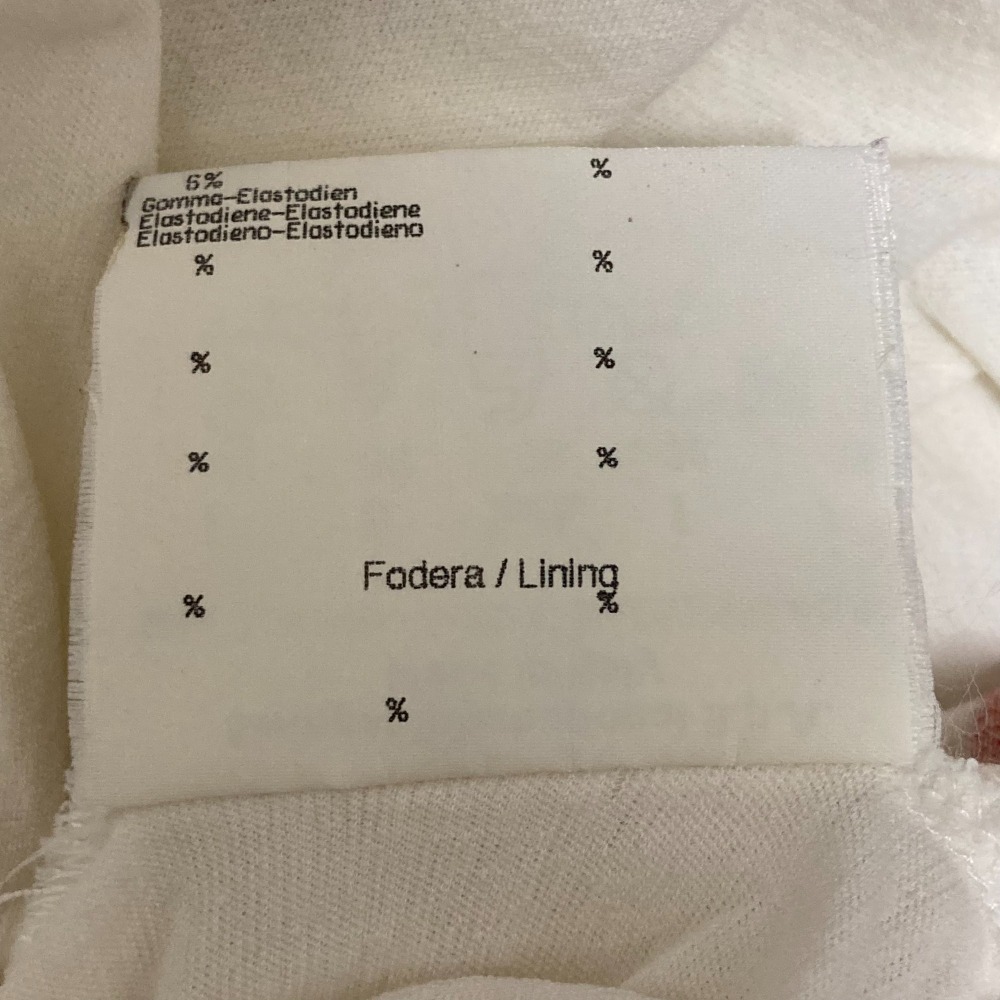 6% %
Gomma-Elastodien
Elastodiene-Elastodiene
Elastodieno-Elastodieno
% %
% %
% %
Fodera / Lining
% %
%